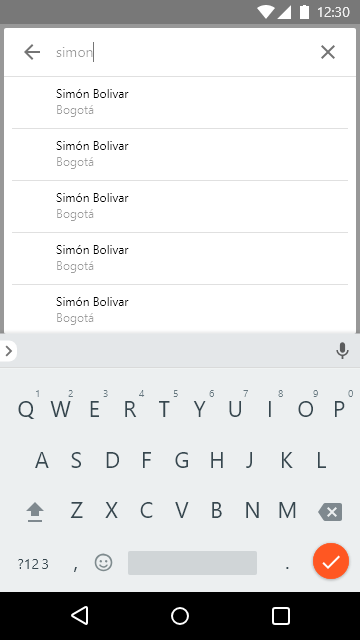 12:30
simon
Simón Bolivar
Bogotá
Simón Bolivar
Bogotá
Simón Bolivar
Bogotá
Simón Bolivar
Bogotá
Simón Bolivar
Bogotá
1 2 3 4 5 6 7 8 9 0
Q W E R T Y U I O P
A S D F G H J K L
Z X C V B N M
?123 , .